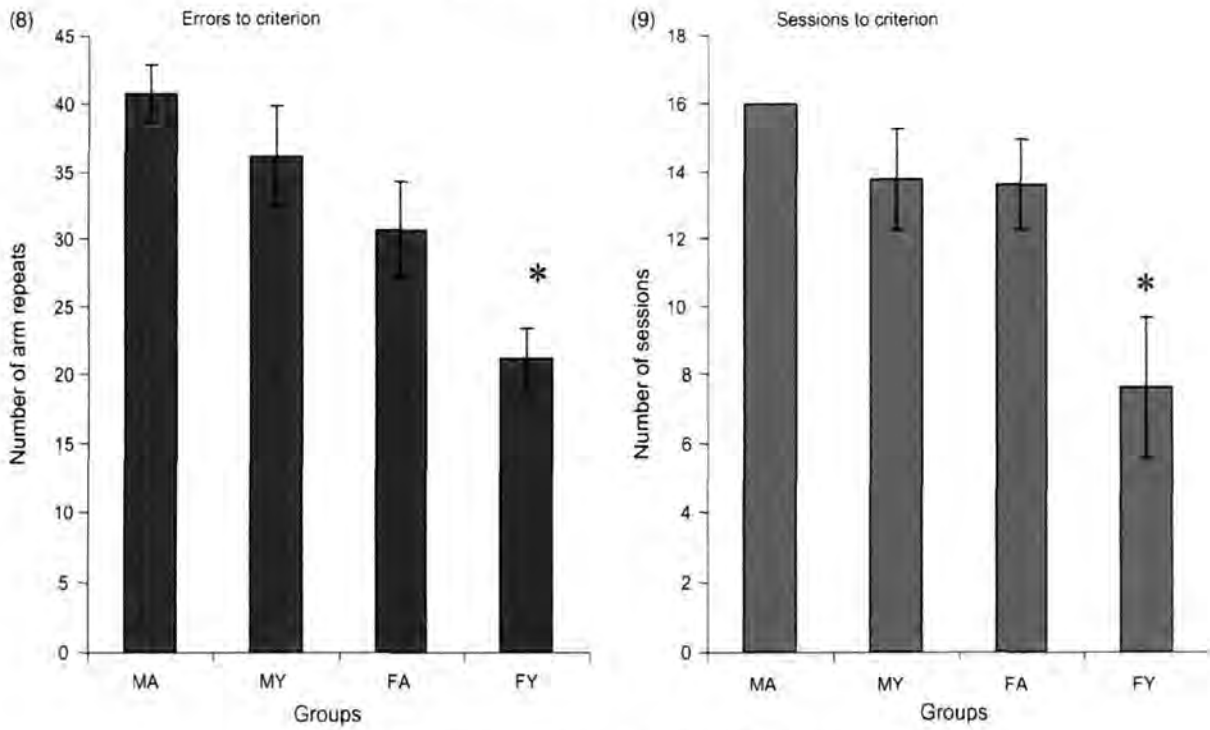 (8) Errors to criterion
45
40
35
30
25
20
15
10
5
0
Number of arm repeats
*
MA MY FA FY
Groups
(9) Sessions to criterion
18
16
14
12
10
8
6
4
2
0
Number of sessions
*
MA MY FA FY
Groups